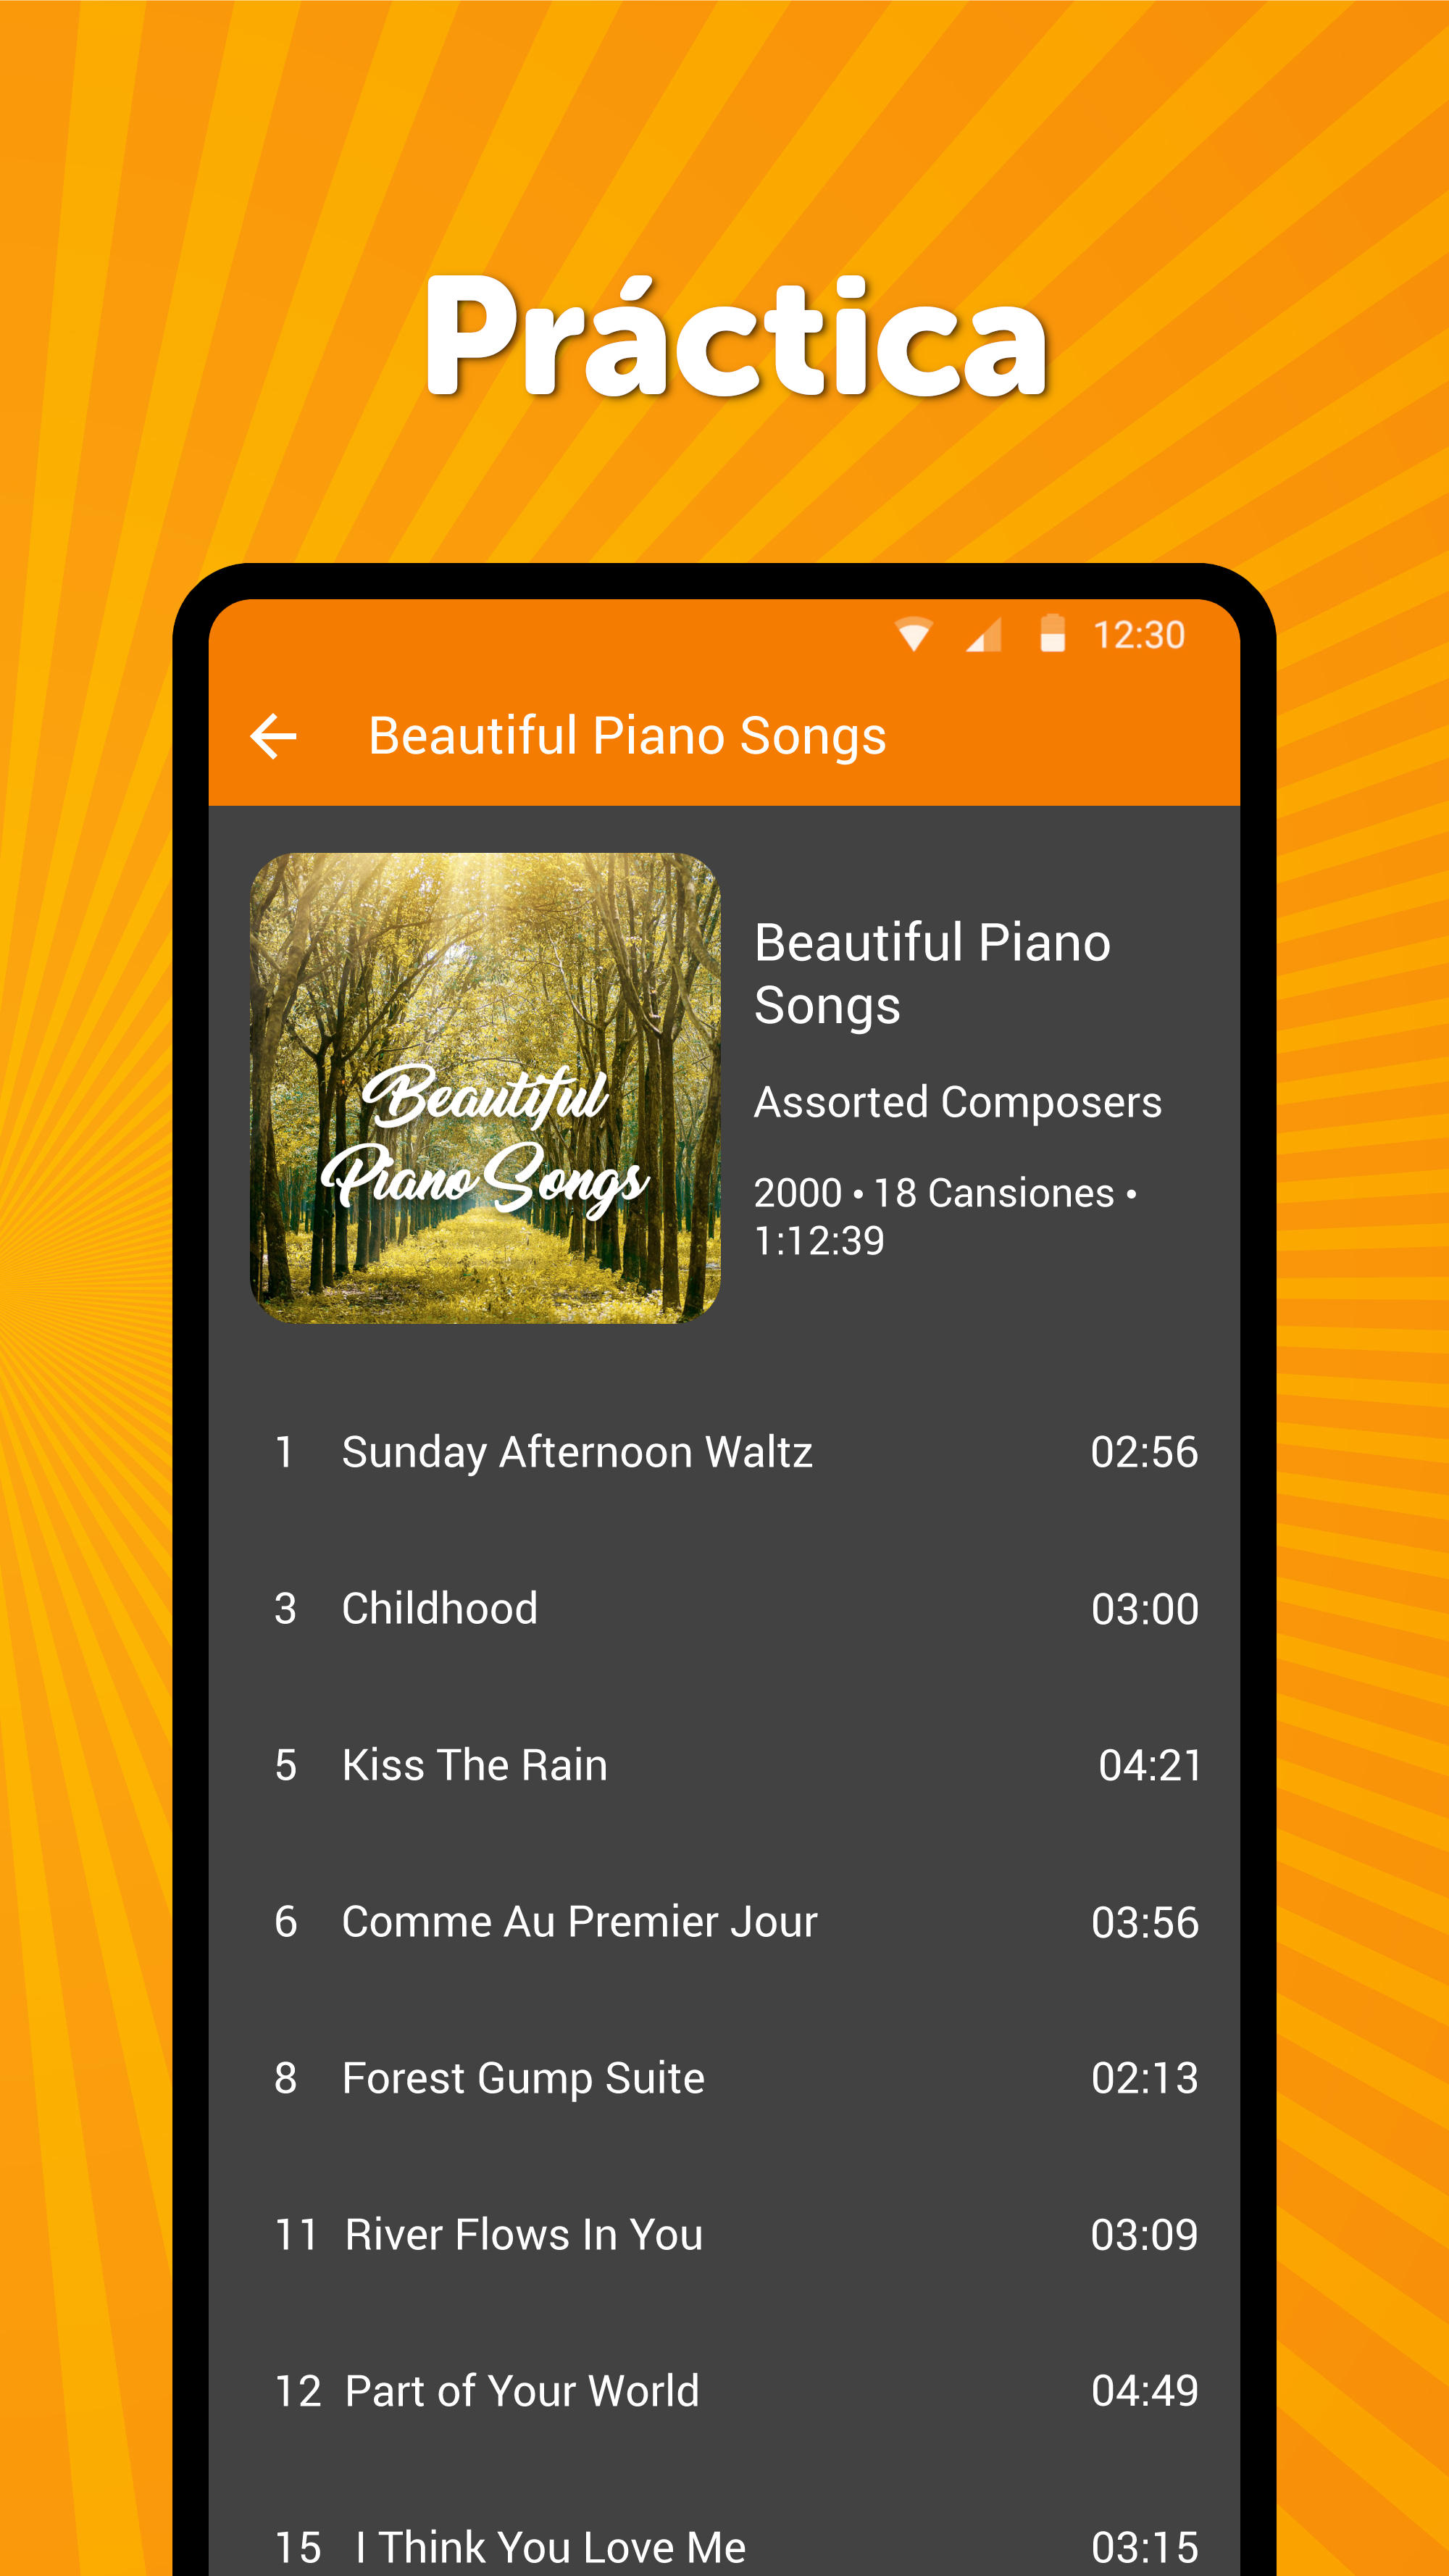 Práctica
12:30
Beautiful Piano Songs
Beautiful
Piano Songs
Beautiful Piano
Songs
Assorted Composers
2000 • 18 Cansiones •
1:12:39
1 Sunday Afternoon Waltz 02:56
3 Childhood 03:00
5 Kiss The Rain 04:21
6 Comme Au Premier Jour 03:56
8 Forest Gump Suite 02:13
11 River Flows In You 03:09
12 Part of Your World 04:49
15 I Think You Love Me 03:15